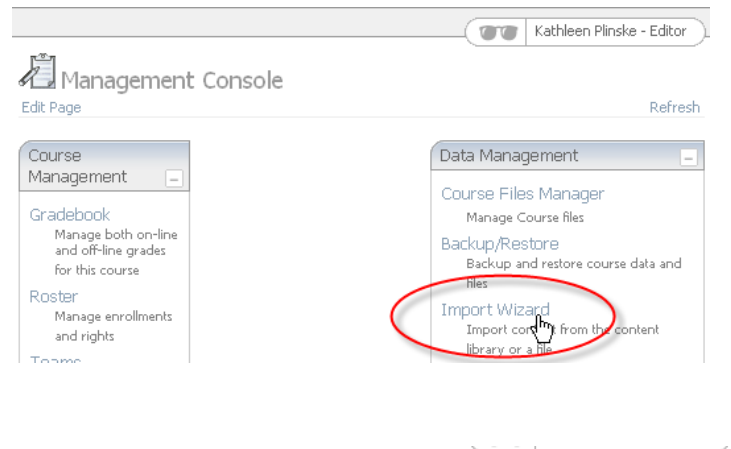 Kathleen Plinske - Editor
Management Console
Edit Page
Refresh
Course
Management
Gradebook
Manage both on-line
and off-line grades
for this course
Roster
Manage enrollments
and rights
Teams
Data Management
Course Files Manager
Manage Course files
Backup/Restore
Backup and restore course data and
files
Import Wizard
Import content from the content
library or a file